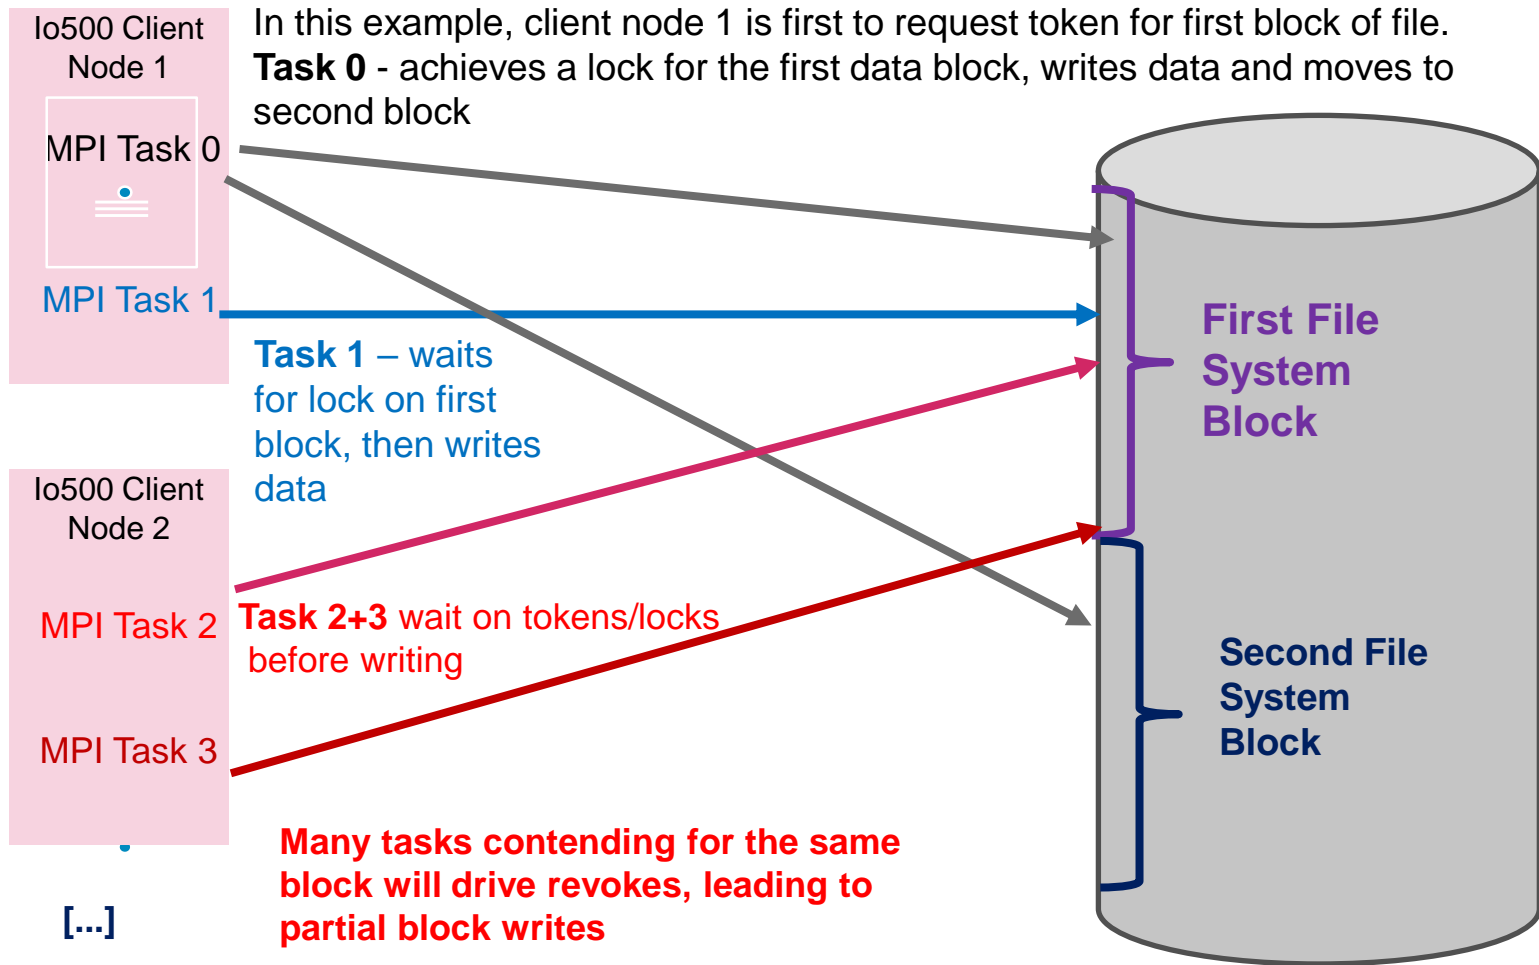 Io500 Client
Node 1
In this example, client node 1 is first to request token for first block of file.
Task 0 - achieves a lock for the first data block, writes data and moves to
second block
MPI Task 0
MPI Task 1
Task 1 – waits
for lock on first
block, then writes
data
First File
System
Block
Io500 Client
Node 2
MPI Task 2
Task 2+3 wait on tokens/locks
before writing
MPI Task 3
Second File
System
Block
Many tasks contending for the same
block will drive revokes, leading to
partial block writes
[...]